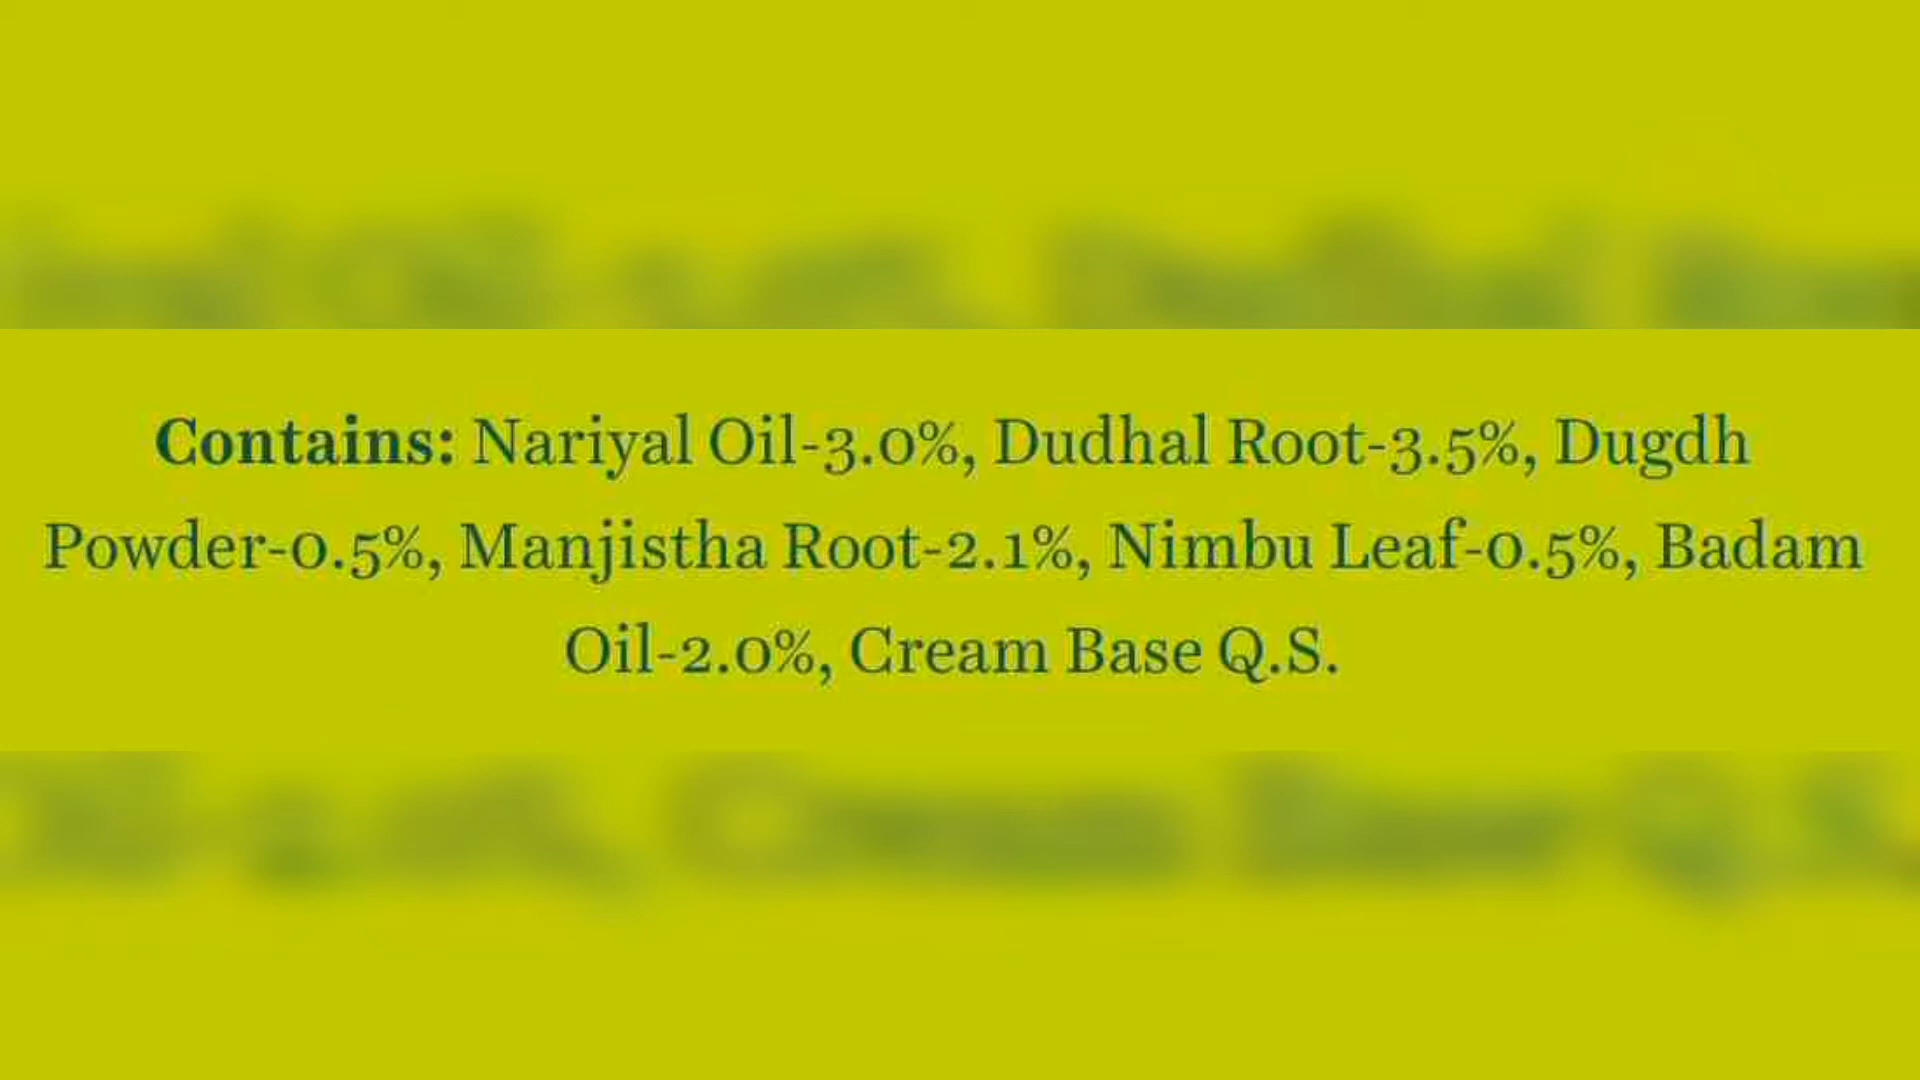 Contains: Nariyal Oil-3.0%, Dudhal Root-3.5%, Dugdh
Powder-0.5%, Manjistha Root-2.1%, Nimbu Leaf-0.5%, Badam
Oil-2.0%, Cream Base Q.S.